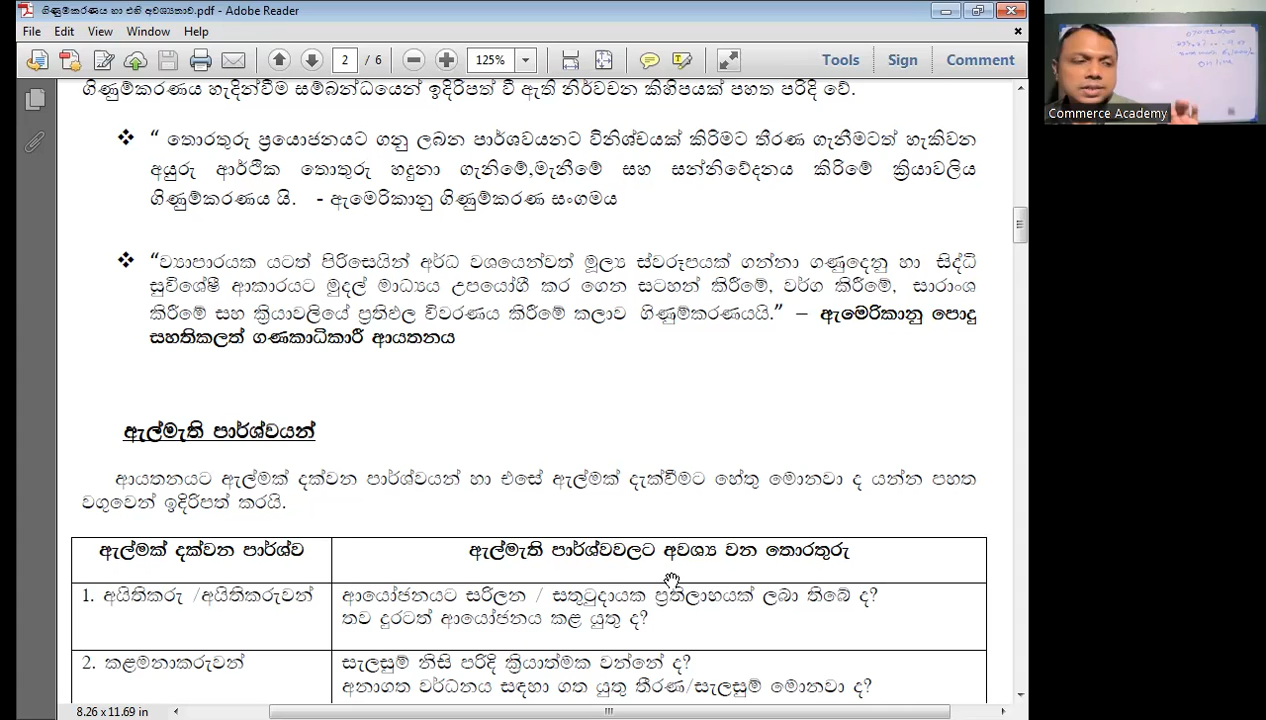 ගිණුම්කරණය හා එහි අවශ්‍යතාව.pdf - Adobe Reader
File Edit View Window Help
2 / 6 125% Tools Sign Comment
ගිණුම්කරණය හැදින්වීම සම්බන්ධයෙන් ඉදිරිපත් වී ඇති නිර්වචන කිහිපයක් පහත පරිදි වේ.
❖ “ තොරතුරු ප්‍රයොජනයට ගනු ලබන පාර්ශවයනට විනිශ්චයක් කිරිමට තීරණ ගැනීමටත් හැකිවන
අයුරු ආර්ථික තොතුරු හදුනා ගැනිමේ,මැනීමේ සහ සන්නිවේදනය කිරිමේ ක්‍රියාවලිය
ගිණුම්කරණය යි. - ඇමෙරිකානු ගිණුම්කරණ සංගමය
❖ “ව්‍යාපාරයක යටත් පිරිසෙයින් අර්ධ වශයෙන්වත් මූල්‍ය ස්වරූපයක් ගන්නා ගණුදෙනු හා සිද්ධි
සුවිශේෂී ආකාරයට මුදල් මාධ්‍යය උපයෝගී කර ගෙන සටහන් කිරීමේ, වර්ග කිරීමේ, සාරාංශ
කිරීමේ සහ ක්‍රියාවලියේ ප්‍රතිඵල විවරණය කිරීමේ කලාව ගිණුම්කරණයයි.” – ඇමෙරිකානු පොදු
සහතිකලත් ගණකාධිකාරී ආයතනය
ඇල්මැති පාර්ශ්වයන්
ආයතනයට ඇල්මක් දක්වන පාර්ශ්වයන් හා එසේ ඇල්මක් දැක්වීමට හේතු මොනවා ද යන්න පහත
වගුවෙන් ඉදිරිපත් කරයි.
ඇල්මක් දක්වන පාර්ශ්ව ඇල්මැති පාර්ශ්වවලට අවශ්‍ය වන තොරතුරු
1. අයිතිකරු /අයිතිකරුවන් ආයෝජනයට සරිලන / සතුටුදායක ප්‍රතිලාභයක් ලබා තිබේ ද?
තව දුරටත් ආයෝජනය කළ යුතු ද?
2. කළමනාකරුවන් සැලසුම් නිසි පරිදි ක්‍රියාත්මක වන්නේ ද?
අනාගත වර්ධනය සඳහා ගත යුතු තීරණ/සැලසුම් මොනවා ද?
8.26 x 11.69 in
Commerce Academy